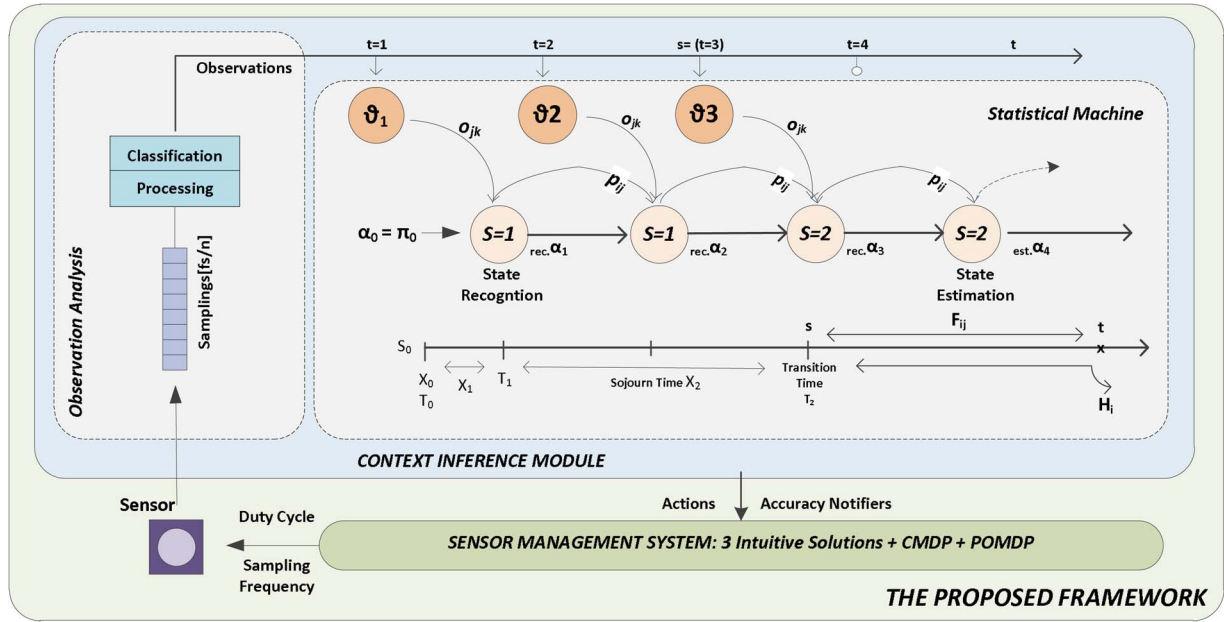 t=1
t=2
s= (t=3)
t=4
t
Observations
ϑ1
ϑ2
ϑ3
Statistical Machine
ojk
ojk
ojk
Classification
Processing
pij
pij
pij
α0 = π0
S=1
S=1
S=2
S=2
rec.α1
rec.α2
rec.α3
est.α4
State
Recogntion
State
Estimation
Samplings[fs/n]
Observation Analysis
s
Fij
t
S0
x
X0
T0
X1
T1
Sojourn Time X2
Transition
Time
T2
Hi
CONTEXT INFERENCE MODULE
Sensor
Actions
Accuracy Notifiers
Duty Cycle
Sampling
Frequency
SENSOR MANAGEMENT SYSTEM: 3 Intuitive Solutions + CMDP + POMDP
THE PROPOSED FRAMEWORK